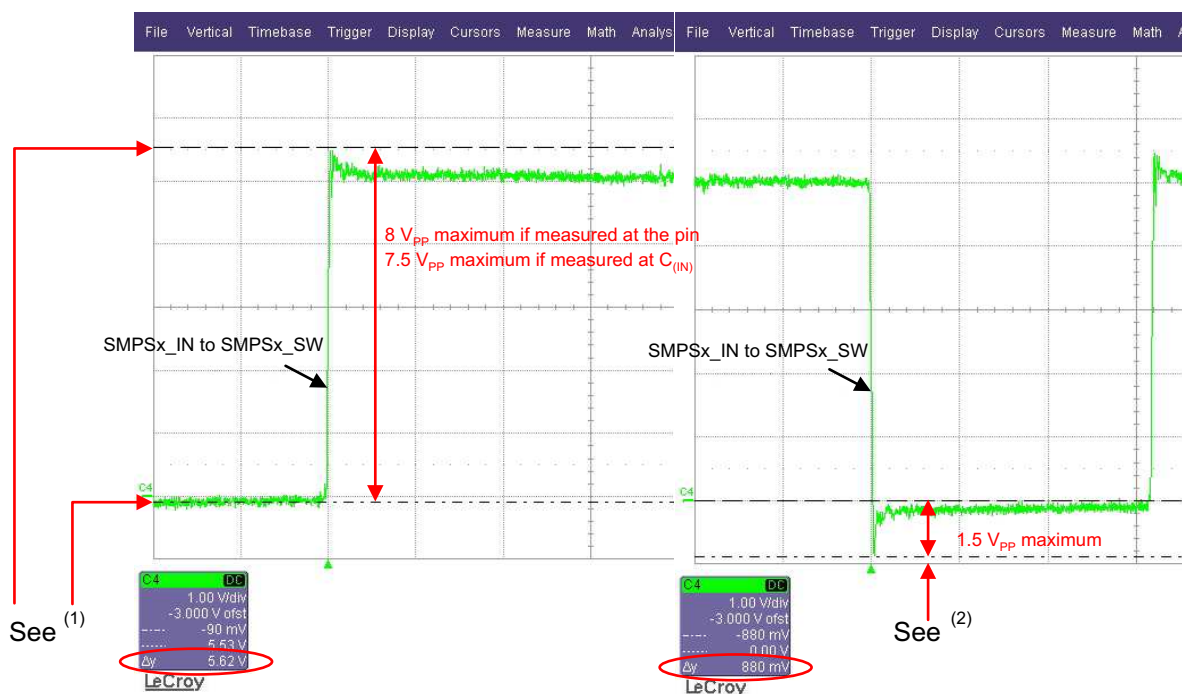 File Vertical Timebase Trigger Display Cursors Measure Math Analys
8 VPP maximum if measured at the pin
7.5 VPP maximum if measured at C(IN)
SMPSx_IN to SMPSx_SW
C4
See (1)
C4 DC
1.00 V/div
-3.000 V ofst
-90 mV
5.53 V
Δy 5.62 V
LeCroy
File Vertical Timebase Trigger Display Cursors Measure Math A
SMPSx_IN to SMPSx_SW
C4
1.5 VPP maximum
See (2)
C4 DC
1.00 V/div
-3.000 V ofst
-880 mV
0.00 V
Δy 880 mV
LeCroy